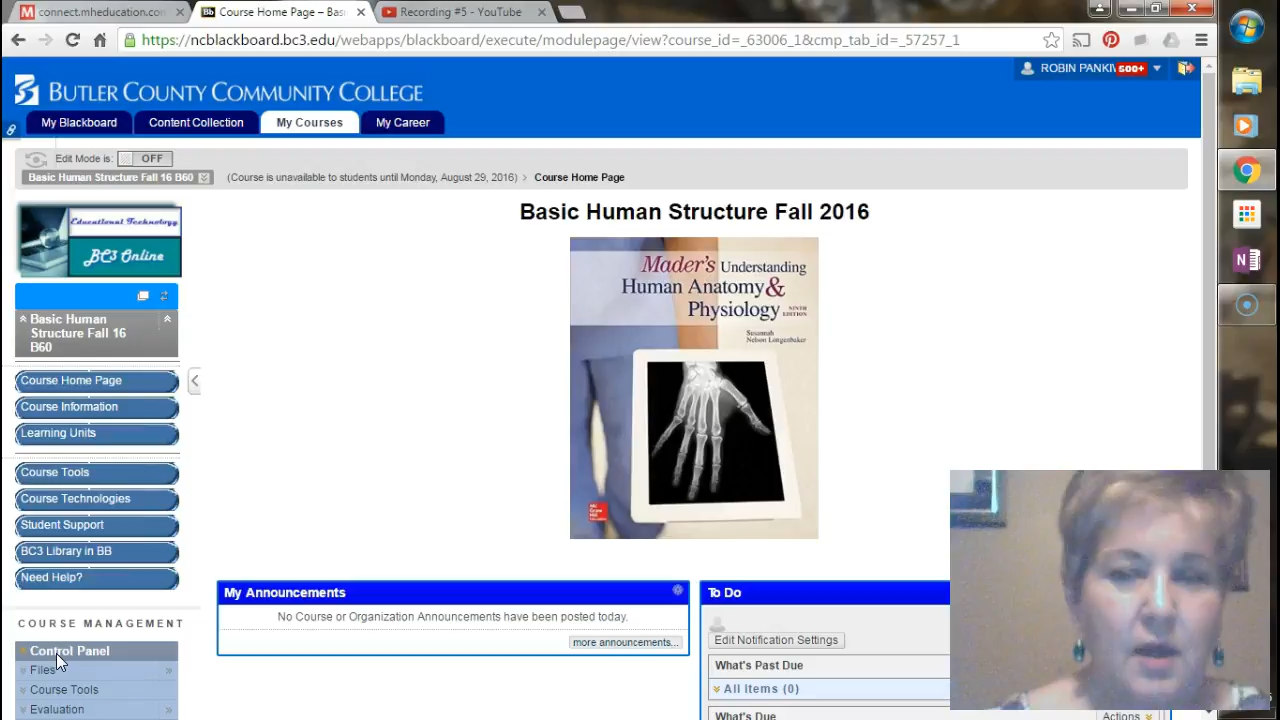 connect.mheducation.com
Course Home Page – Bas
Recording #5 - YouTube
https://ncblackboard.bc3.edu/webapps/blackboard/execute/modulepage/view?course_id=_63006_1&cmp_tab_id=_57257_1
ROBIN PANKIW 500+
BUTLER COUNTY COMMUNITY COLLEGE
My Blackboard
Content Collection
My Courses
My Career
Edit Mode is: OFF
Basic Human Structure Fall 16 B60
(Course is unavailable to students until Monday, August 29, 2016) > Course Home Page
Educational Technology
BC3 Online
Basic Human Structure Fall 2016
Mader's Understanding
Human Anatomy &
Physiology NINTH EDITION
Susannah
Nelson Longenbaker
Basic Human
Structure Fall 16
B60
Course Home Page
Course Information
Learning Units
Course Tools
Course Technologies
Student Support
BC3 Library in BB
Need Help?
COURSE MANAGEMENT
Control Panel
Files
Course Tools
Evaluation
My Announcements
No Course or Organization Announcements have been posted today.
more announcements...
To Do
Edit Notification Settings
What's Past Due
All Items (0)
What's Due
Actions